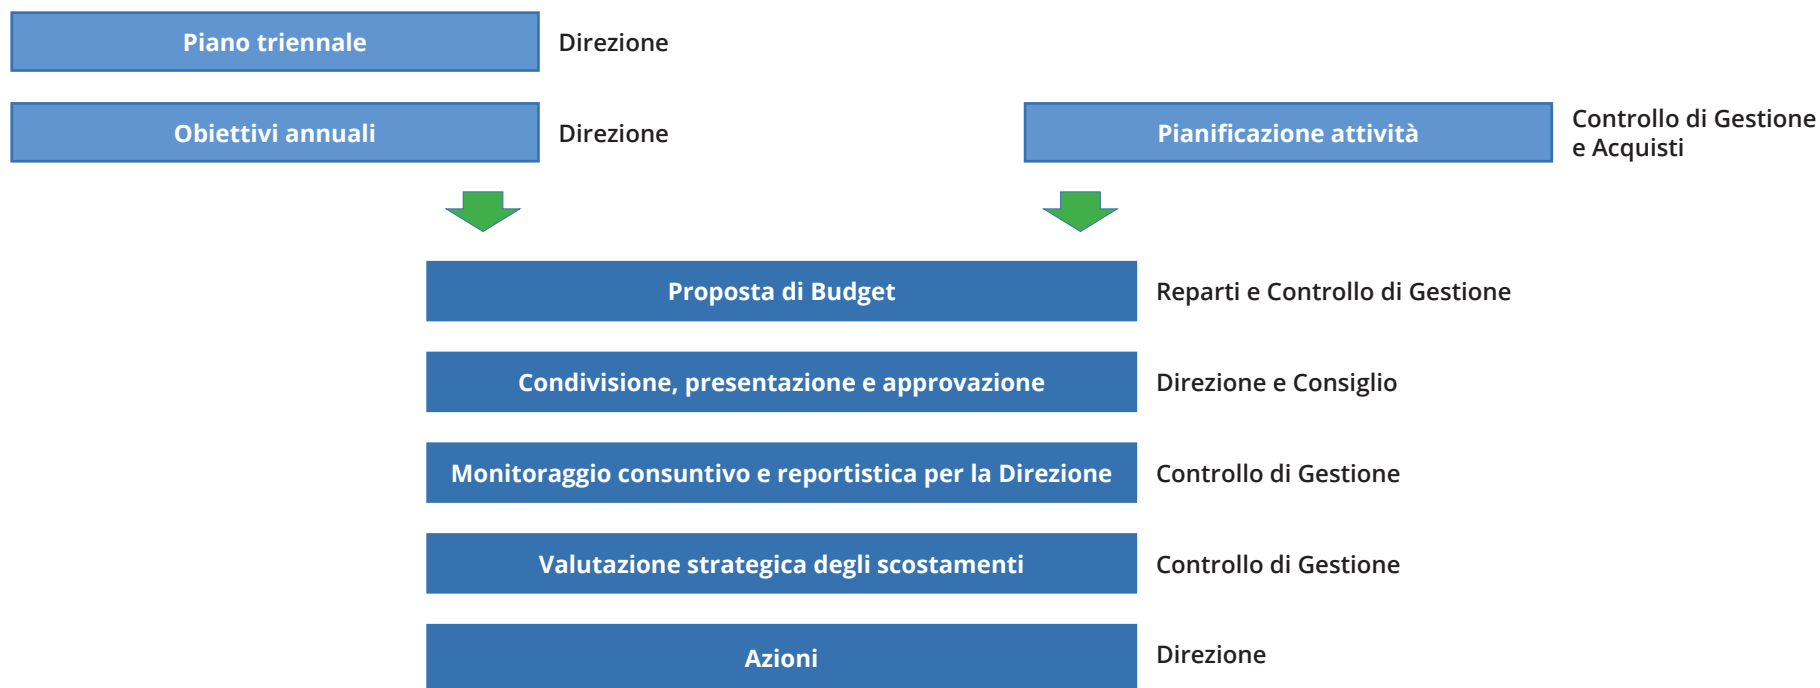 Piano triennale
Direzione
Obiettivi annuali
Direzione
Pianificazione attività
Controllo di Gestione
e Acquisti
Proposta di Budget
Reparti e Controllo di Gestione
Condivisione, presentazione e approvazione
Direzione e Consiglio
Monitoraggio consuntivo e reportistica per la Direzione
Controllo di Gestione
Valutazione strategica degli scostamenti
Controllo di Gestione
Azioni
Direzione